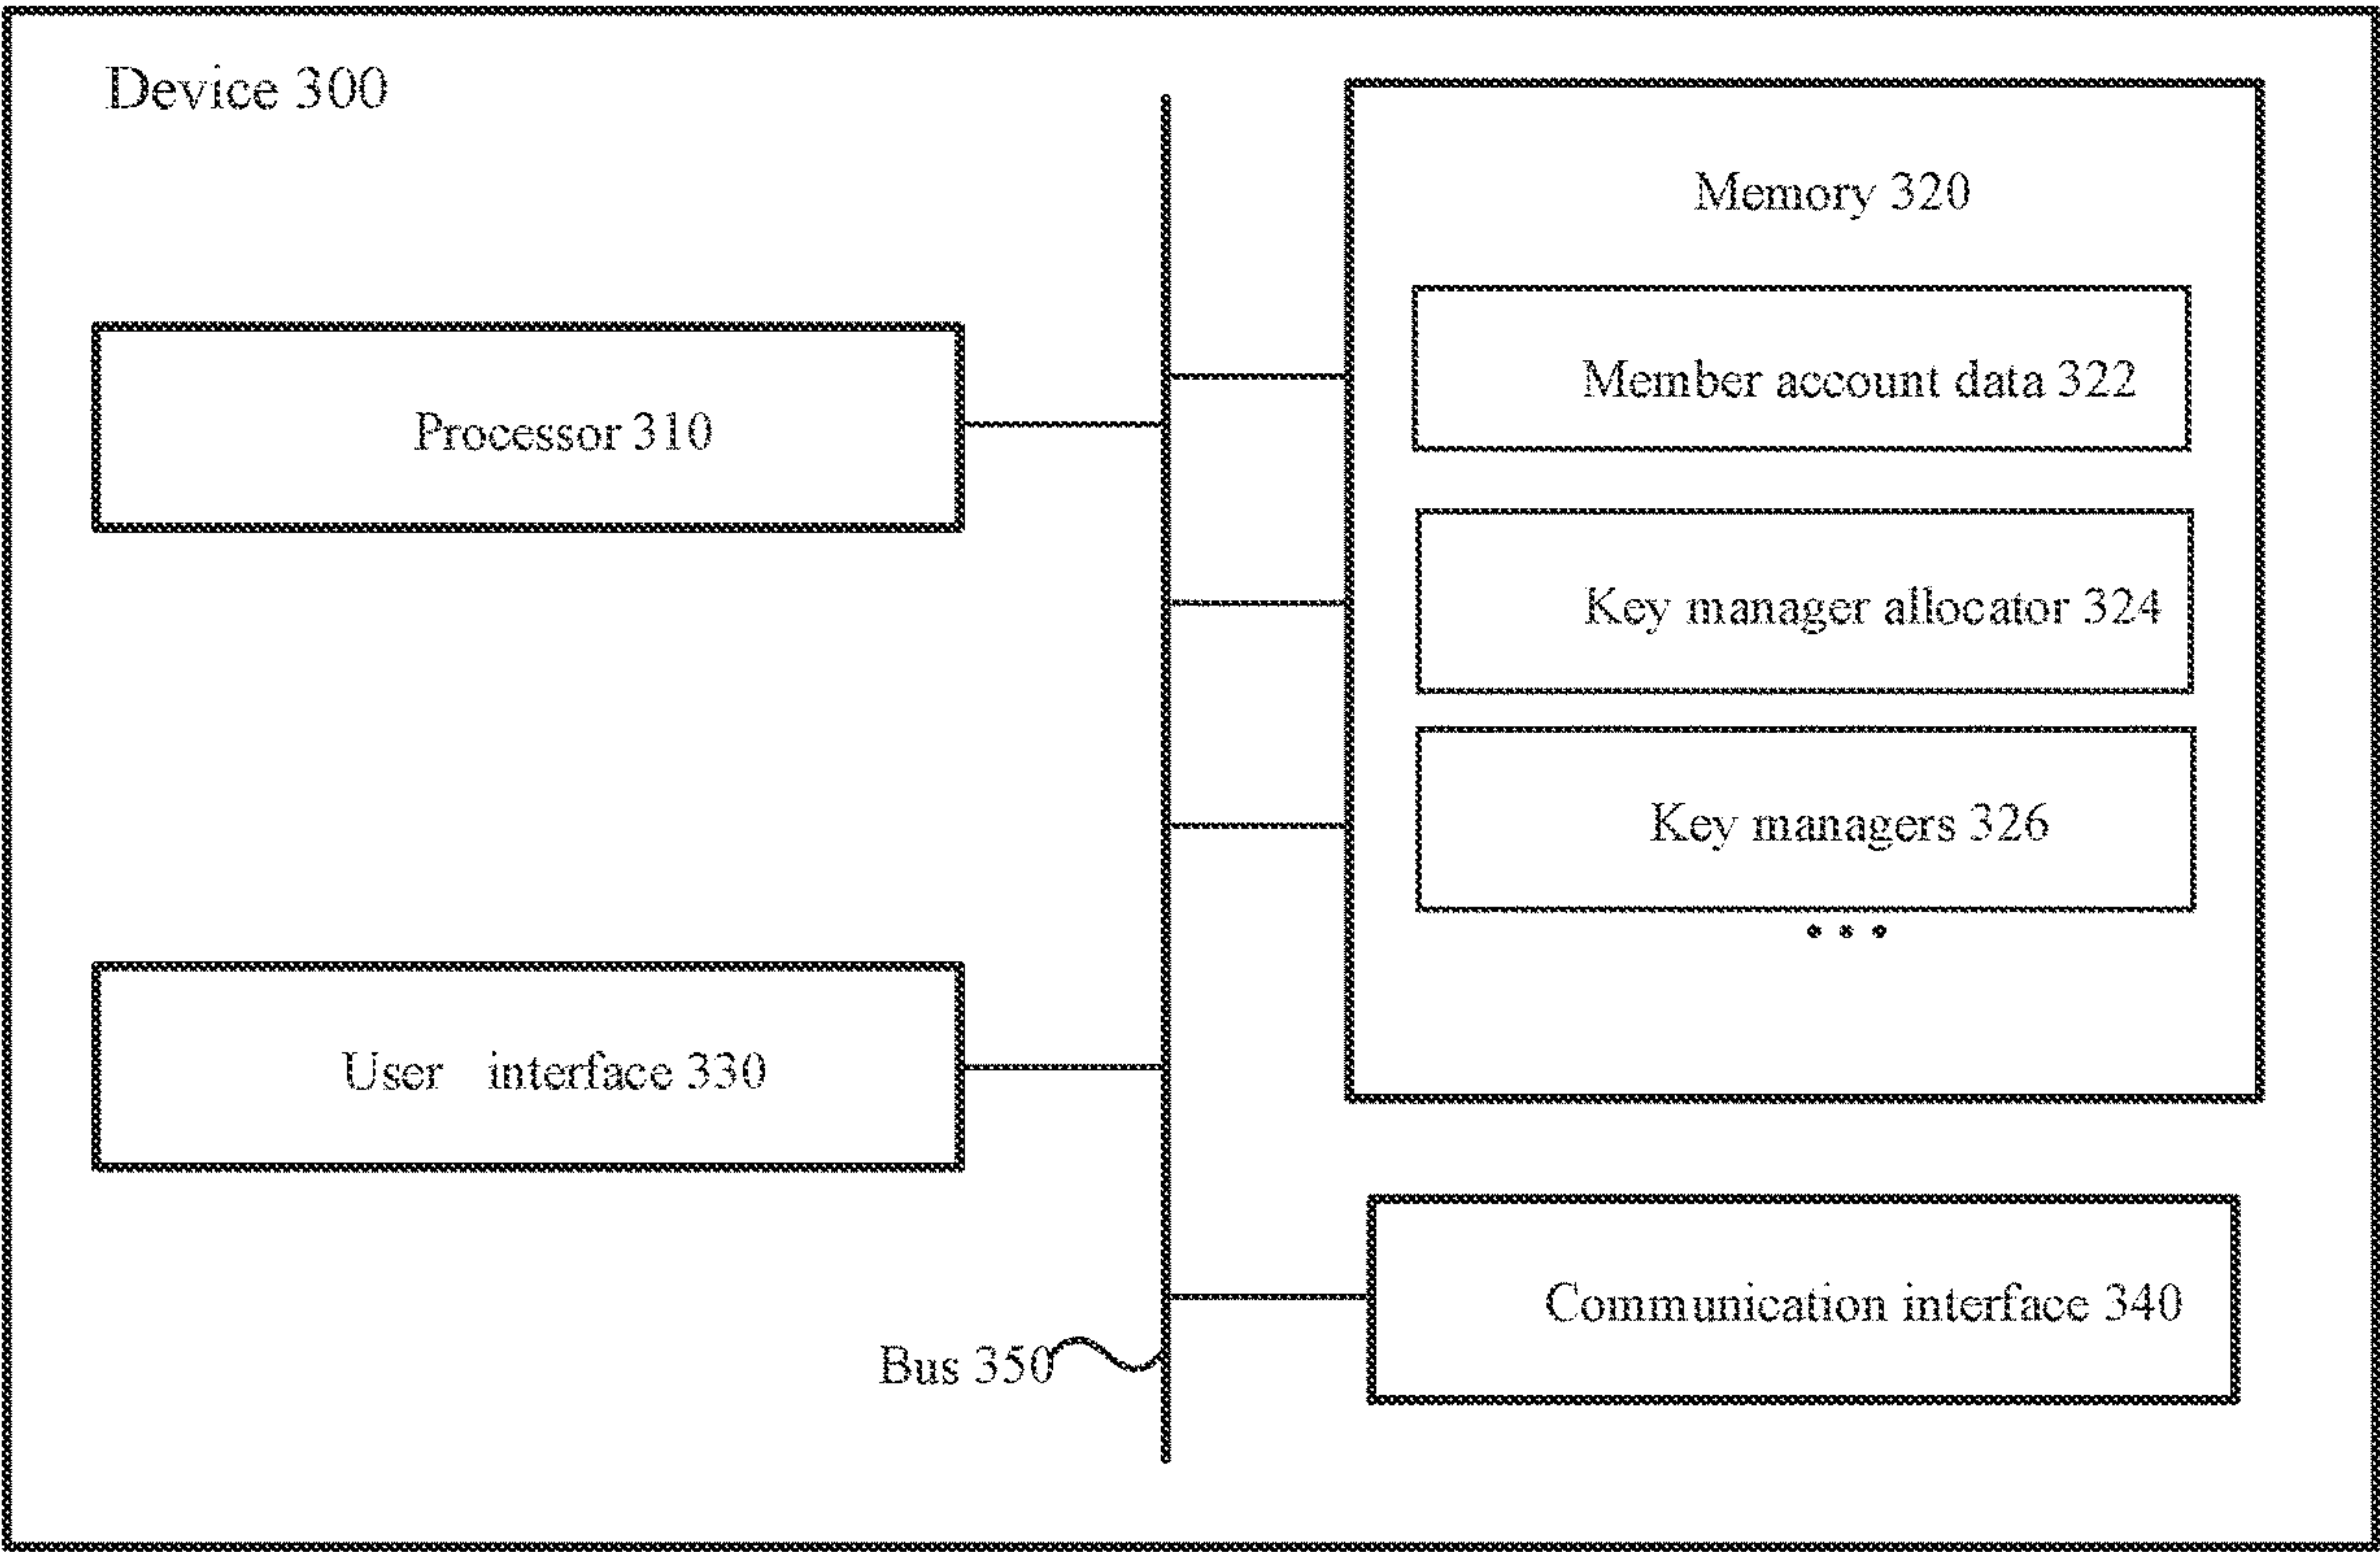 Device 300
Memory 320
Member account data 322
Processor 310
Key manager allocator 324
Key managers 326
...
User interface 330
Communication interface 340
Bus 350